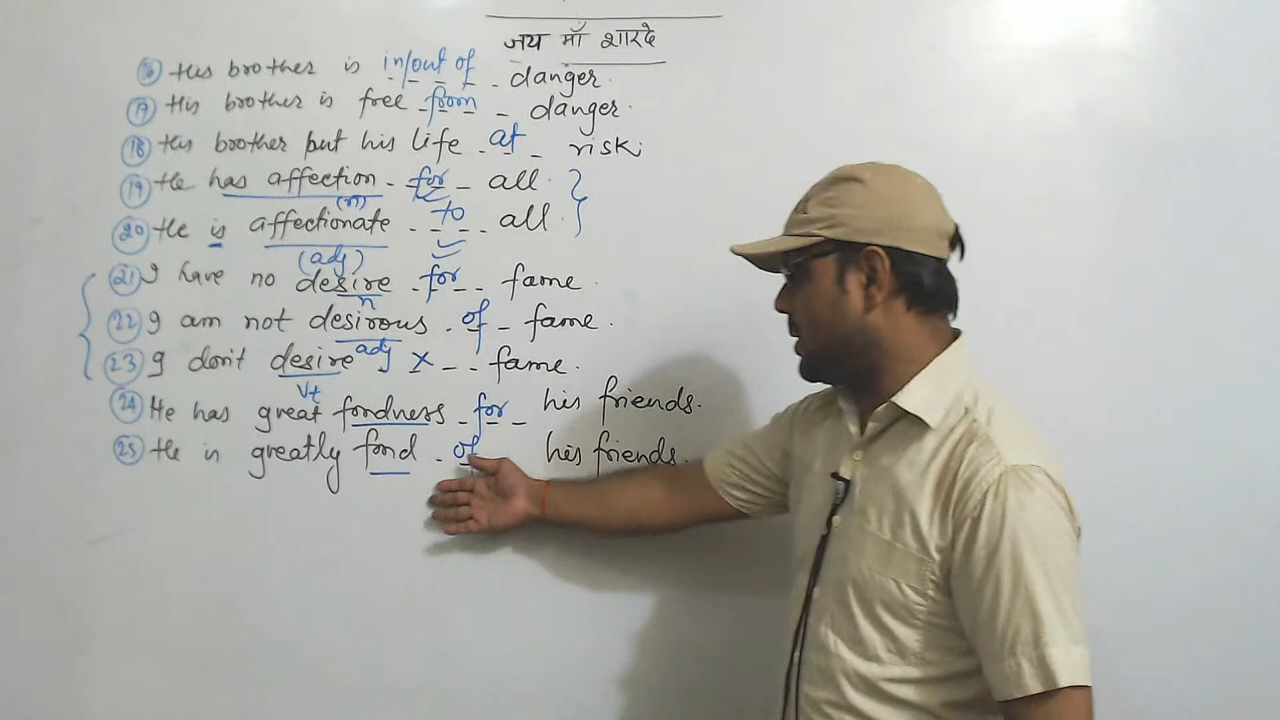 जय माँ शारदे
(16) His brother is in/out of danger.
(17) His brother is free from danger.
(18) His brother put his life at risk.
(19) He has affection for all.
(n)
(20) He is affectionate to all.
(adj)
(21) I have no desire for fame.
n
(22) I am not desirous of fame.
adj
(23) I don't desire x fame.
Vt
(24) He has great fondness for his friends.
(25) He is greatly fond of his friends.